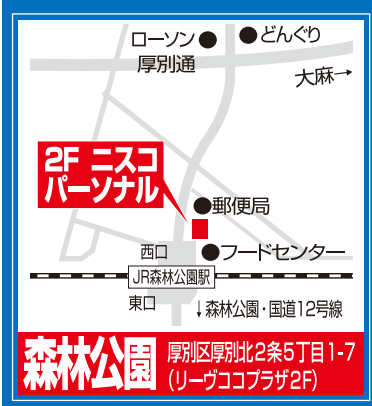 ローソン●
●どんぐり
厚別通
大麻→
2F ニスコ
パーソナル
●郵便局
西口
●フードセンター
JR森林公園駅
東口
↓森林公園・国道12号線
森林公園
厚別区厚別北2条5丁目1-7
(リーヴココプラザ2F)